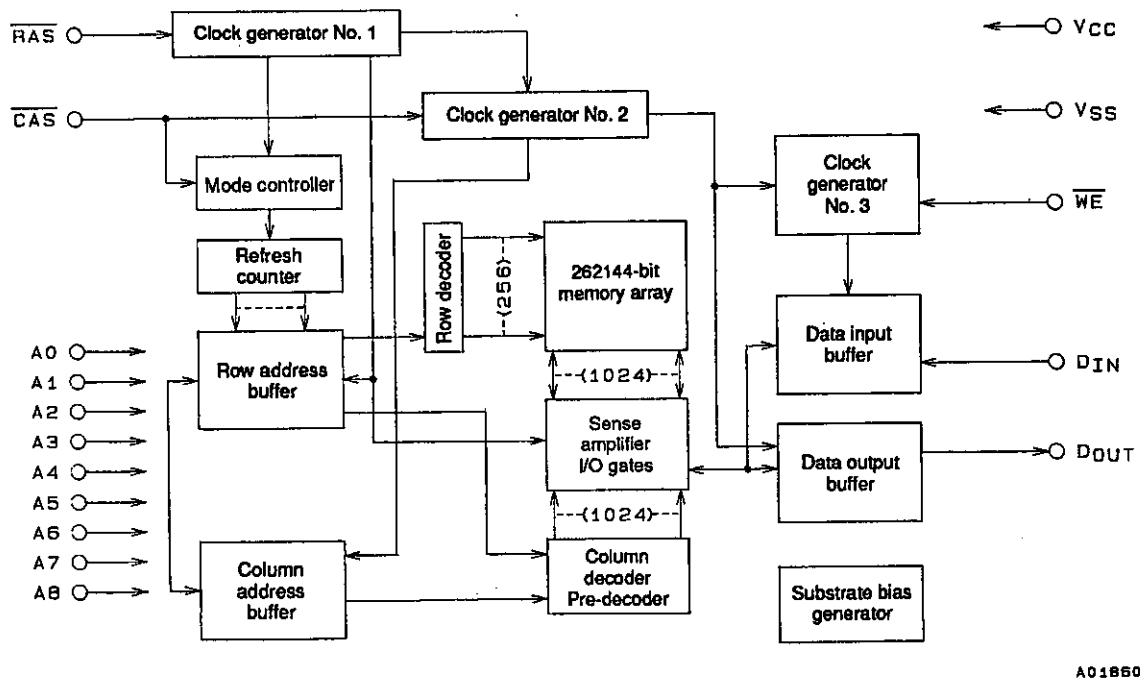 RAS
Clock generator No. 1
VCC
CAS
Clock generator No. 2
VSS
Mode controller
Clock
generator
No. 3
WE
Refresh
counter
Row decoder
(256)
262144-bit
memory array
A0
A1
A2
A3
A4
A5
A6
A7
A8
Row address
buffer
(1024)
Data input
buffer
DIN
Sense
amplifier
I/O gates
Data output
buffer
DOUT
(1024)
Column
address
buffer
Column
decoder
Pre-decoder
Substrate bias
generator
A01860